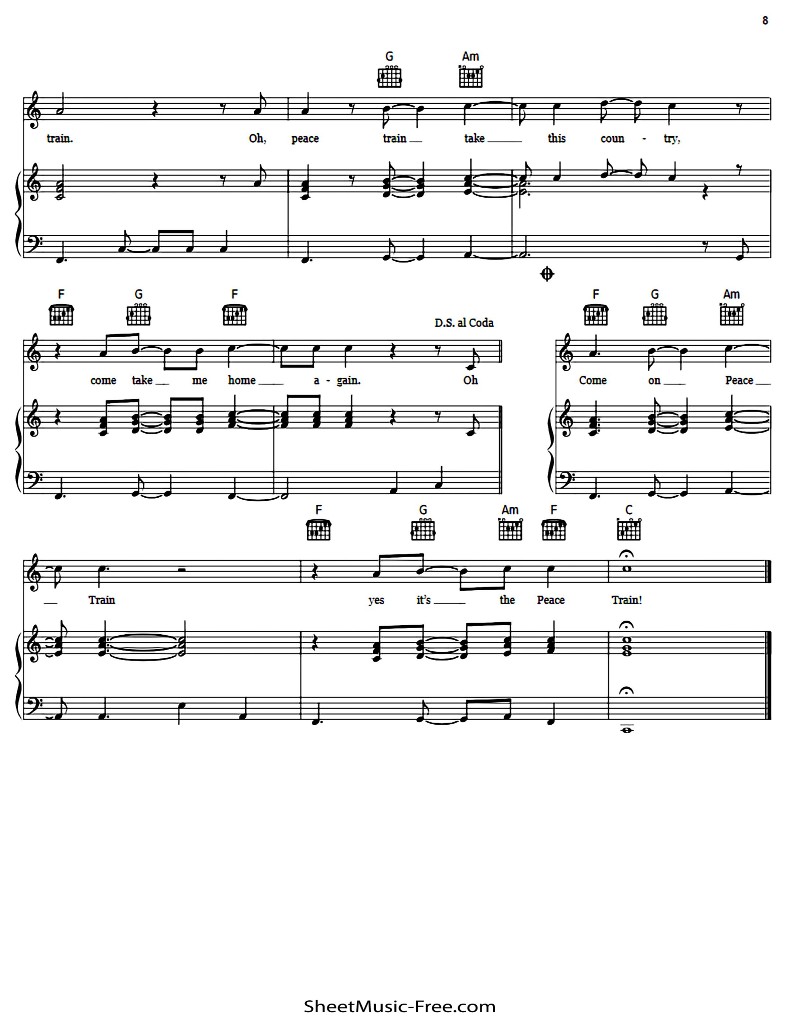 8
G Am
train. Oh, peace train take this coun - try,
F G F D.S. al Coda F G Am
come take me home a - gain. Oh Come on Peace
F G Am F C
Train yes it's the Peace Train!
SheetMusic-Free.com